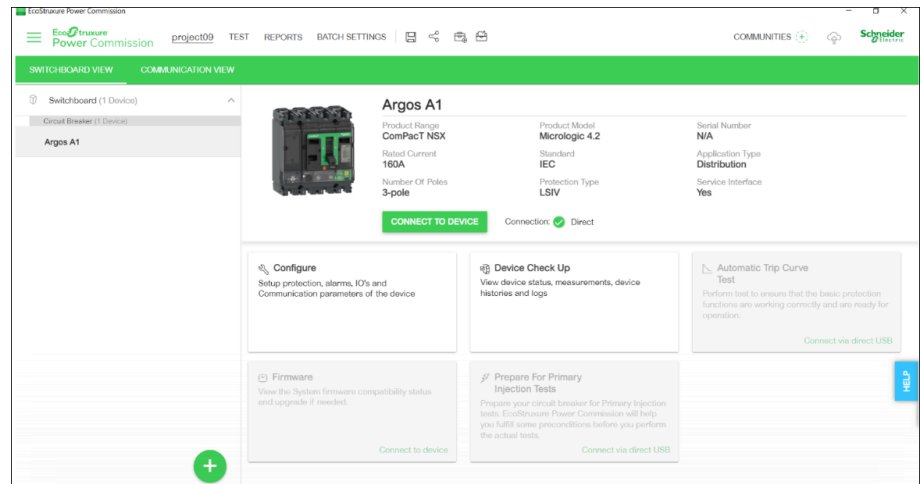 EcoStruxure Power Commission
EcoStruxure
Power Commission
project09
TEST
REPORTS
BATCH SETTINGS
COMMUNITIES
Schneider
Electric
SWITCHBOARD VIEW
COMMUNICATION VIEW
Switchboard (1 Device)
Circuit Breaker (1 Device)
Argos A1
Argos A1
Product Range
ComPacT NSX
Product Model
Micrologic 4.2
Serial Number
N/A
Rated Current
160A
Standard
IEC
Application Type
Distribution
Number Of Poles
3-pole
Protection Type
LSIV
Service Interface
Yes
CONNECT TO DEVICE
Connection: Direct
Configure
Setup protection, alarms, IO's and
Communication parameters of the device
Device Check Up
View device status, measurements, device
histories and logs
Automatic Trip Curve
Test
Perform test to ensure that the basic protection
functions are working correctly and are ready for
operation.
Connect via direct USB
Firmware
View the System firmware compatibility status
and upgrade if needed.
Connect to device
Prepare For Primary
Injection Tests
Prepare your circuit breaker for Primary Injection
tests. EcoStruxure Power Commission will help
you fulfill some preconditions before you perform
the actual tests.
Connect via direct USB
HELP